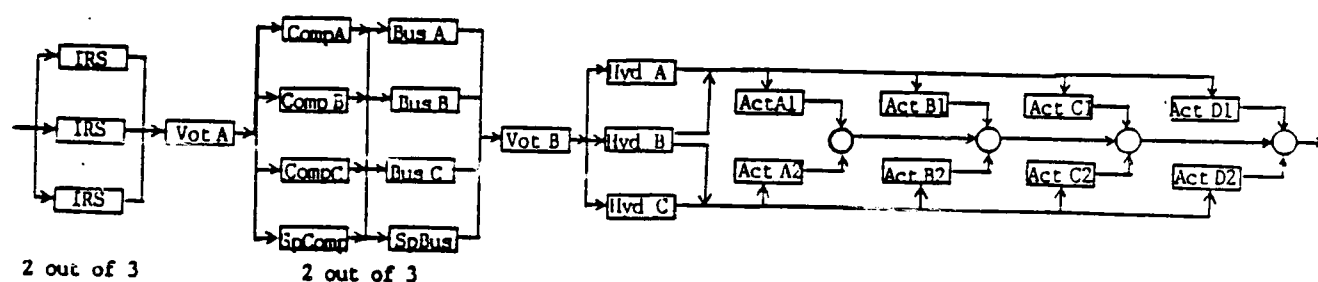 IRS
IRS
IRS
2 out of 3
Vot A
CompA
Comp B
CompC
SpComp
2 out of 3
Bus A
Bus B
Bus C
SpBus
Vot B
Hyd A
Hyd B
Hyd C
ActA1
Act A2
Act B1
Act B2
Act C1
Act C2
Act D1
Act D2